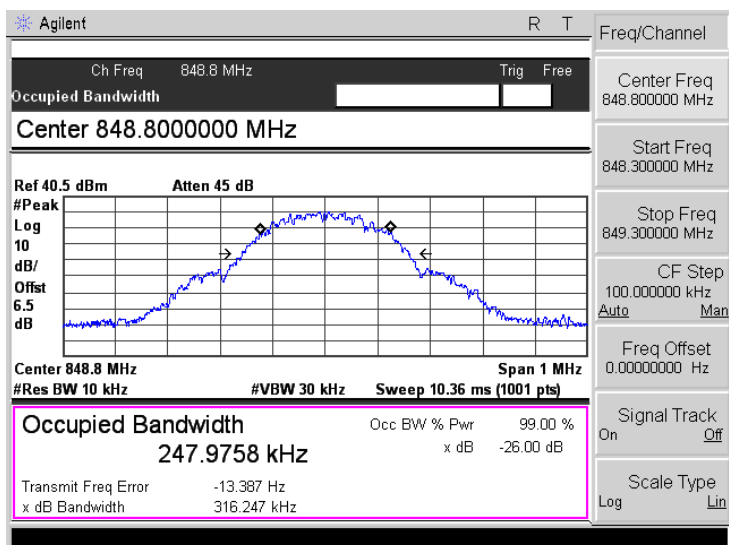 Agilent R T
Ch Freq 848.8 MHz Trig Free
Occupied Bandwidth
Center 848.8000000 MHz
Ref 40.5 dBm Atten 45 dB
#Peak
Log
10
dB/
Offst
6.5
dB
Center 848.8 MHz Span 1 MHz
#Res BW 10 kHz #VBW 30 kHz Sweep 10.36 ms (1001 pts)
Occupied Bandwidth Occ BW % Pwr 99.00 %
247.9758 kHz x dB -26.00 dB
Transmit Freq Error -13.387 Hz
x dB Bandwidth 316.247 kHz
Freq/Channel
Center Freq
848.800000 MHz
Start Freq
848.300000 MHz
Stop Freq
849.300000 MHz
CF Step
100.000000 kHz
Auto Man
Freq Offset
0.00000000 Hz
Signal Track
On Off
Scale Type
Log Lin